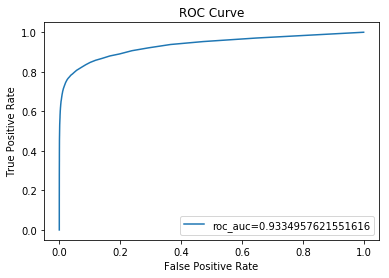 ROC Curve
True Positive Rate
1.0
0.8
0.6
0.4
0.2
0.0
roc_auc=0.9334957621551616
0.0 0.2 0.4 0.6 0.8 1.0
False Positive Rate